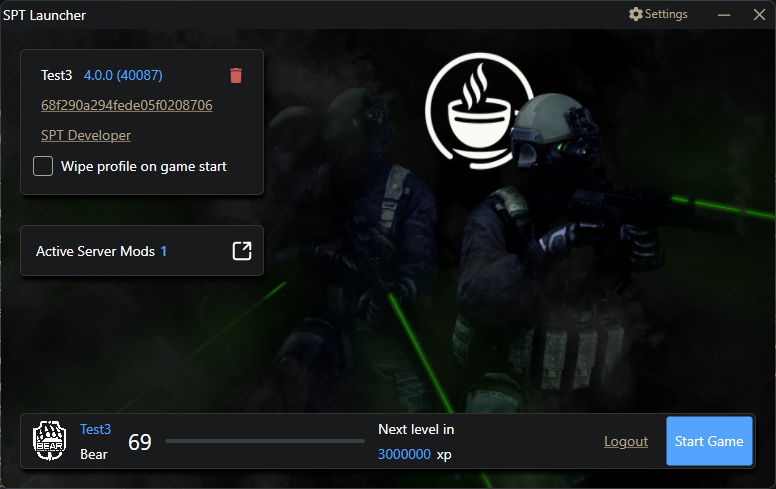 SPT Launcher
Settings
Test3 4.0.0 (40087)
68f290a294fede05f0208706
SPT Developer
Wipe profile on game start
Active Server Mods 1
BEAR
Test3
Bear
69
Next level in
3000000 xp
Logout
Start Game